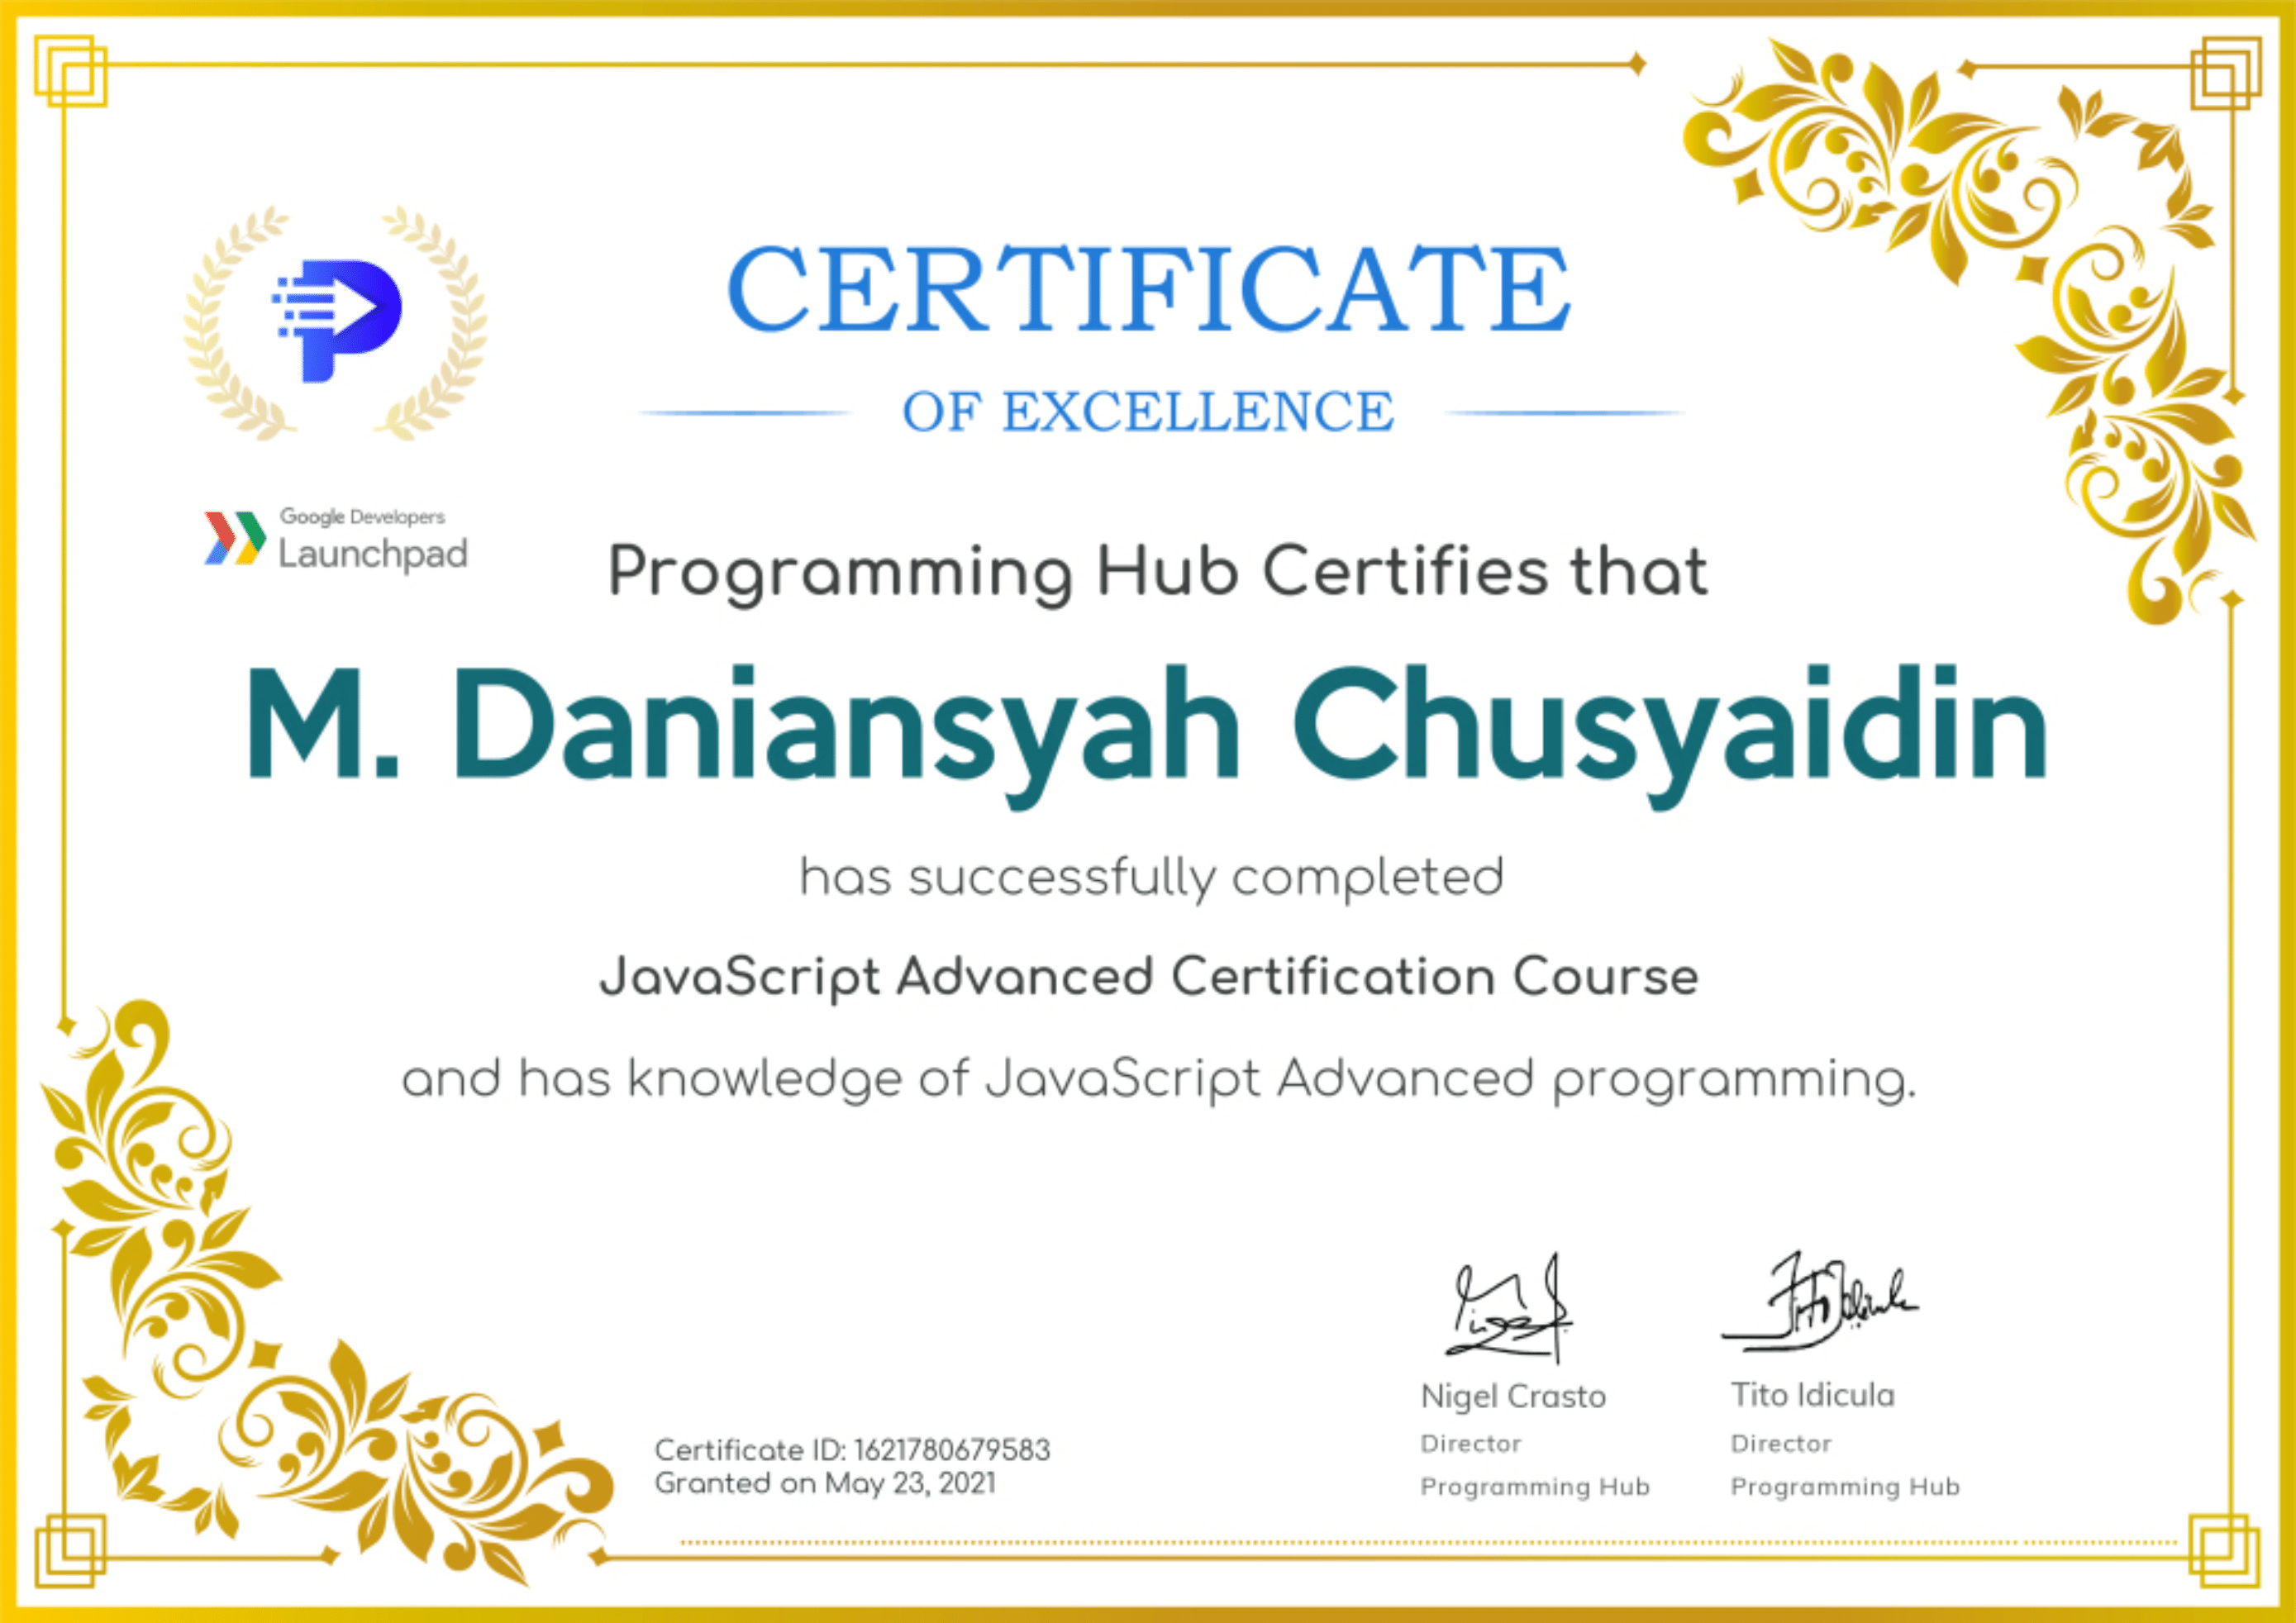 CERTIFICATE
OF EXCELLENCE
Google Developers
Launchpad
Programming Hub Certifies that
M. Daniansyah Chusyaidin
has successfully completed
JavaScript Advanced Certification Course
and has knowledge of JavaScript Advanced programming.
Certificate ID: 1621780679583
Granted on May 23, 2021
Nigel Crasto
Director
Programming Hub
Tito Idicula
Director
Programming Hub